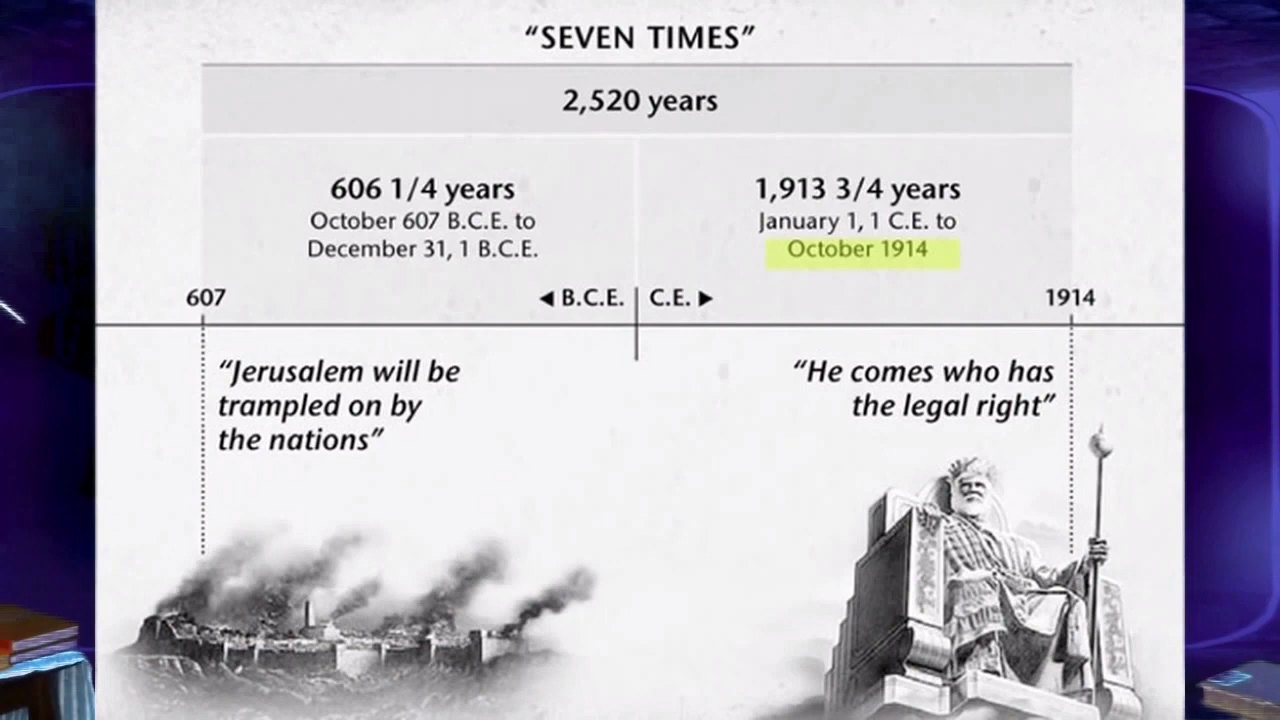 “SEVEN TIMES”
2,520 years
606 1/4 years
October 607 B.C.E. to
December 31, 1 B.C.E.
1,913 3/4 years
January 1, 1 C.E. to
October 1914
607
◀ B.C.E.
C.E. ▶
1914
“Jerusalem will be
trampled on by
the nations”
“He comes who has
the legal right”